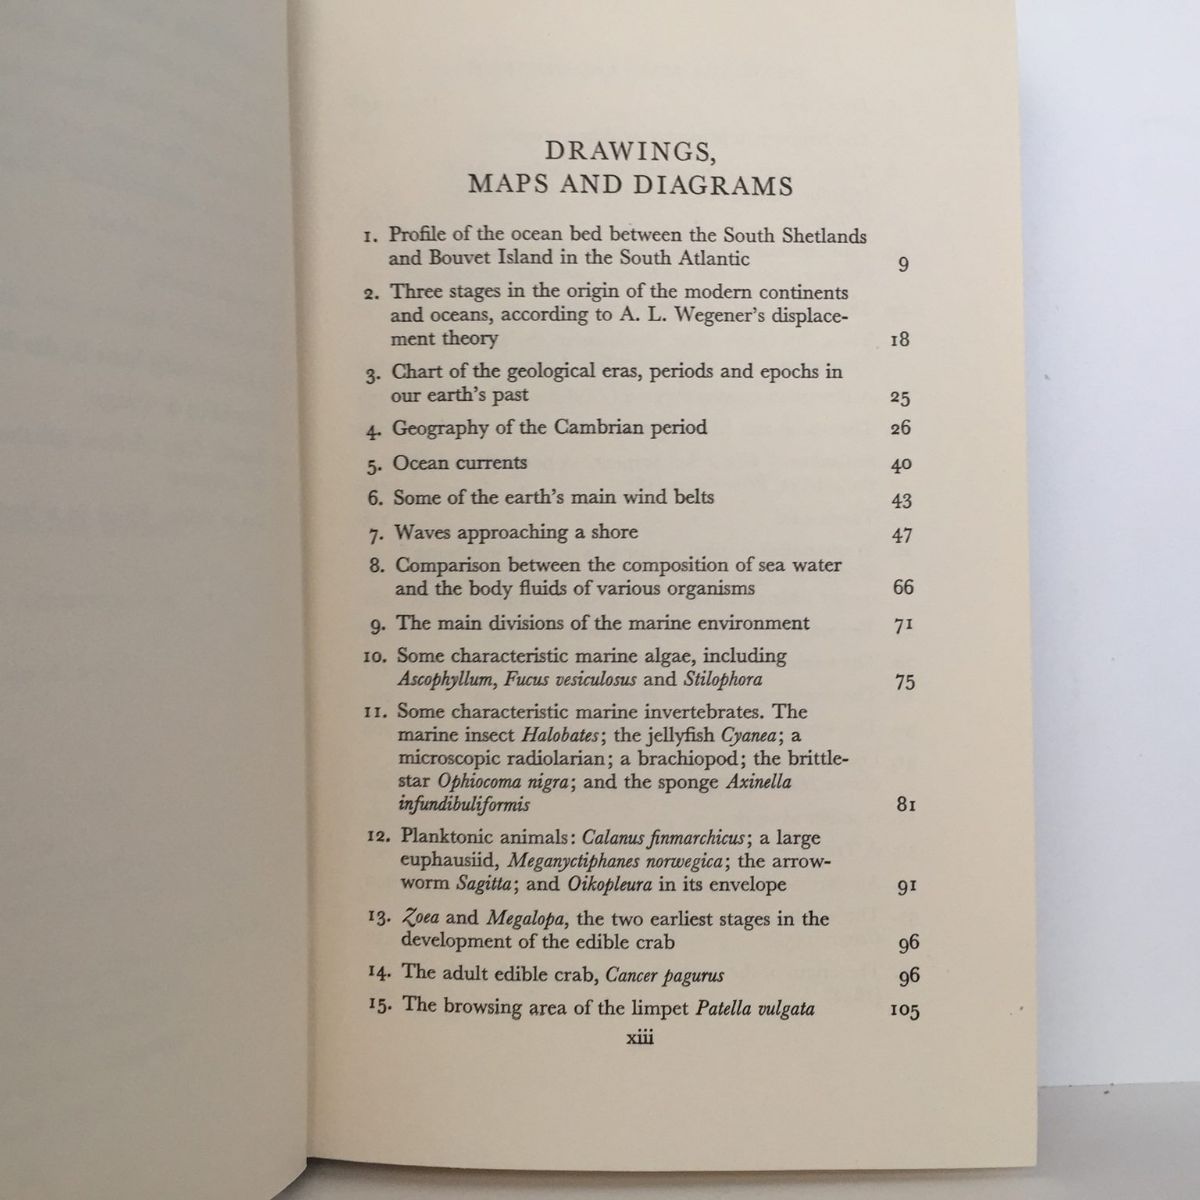 DRAWINGS,
MAPS AND DIAGRAMS
1. Profile of the ocean bed between the South Shetlands
and Bouvet Island in the South Atlantic 9
2. Three stages in the origin of the modern continents
and oceans, according to A. L. Wegener's displace-
ment theory 18
3. Chart of the geological eras, periods and epochs in
our earth's past 25
4. Geography of the Cambrian period 26
5. Ocean currents 40
6. Some of the earth's main wind belts 43
7. Waves approaching a shore 47
8. Comparison between the composition of sea water
and the body fluids of various organisms 66
9. The main divisions of the marine environment 71
10. Some characteristic marine algae, including
Ascophyllum, Fucus vesiculosus and Stilophora 75
11. Some characteristic marine invertebrates. The
marine insect Halobates; the jellyfish Cyanea; a
microscopic radiolarian; a brachiopod; the brittle-
star Ophiocoma nigra; and the sponge Axinella
infundibuliformis 81
12. Planktonic animals: Calanus finmarchicus; a large
euphausiid, Meganyctiphanes norwegica; the arrow-
worm Sagitta; and Oikopleura in its envelope 91
13. Zoea and Megalopa, the two earliest stages in the
development of the edible crab 96
14. The adult edible crab, Cancer pagurus 96
15. The browsing area of the limpet Patella vulgata 105
xiii